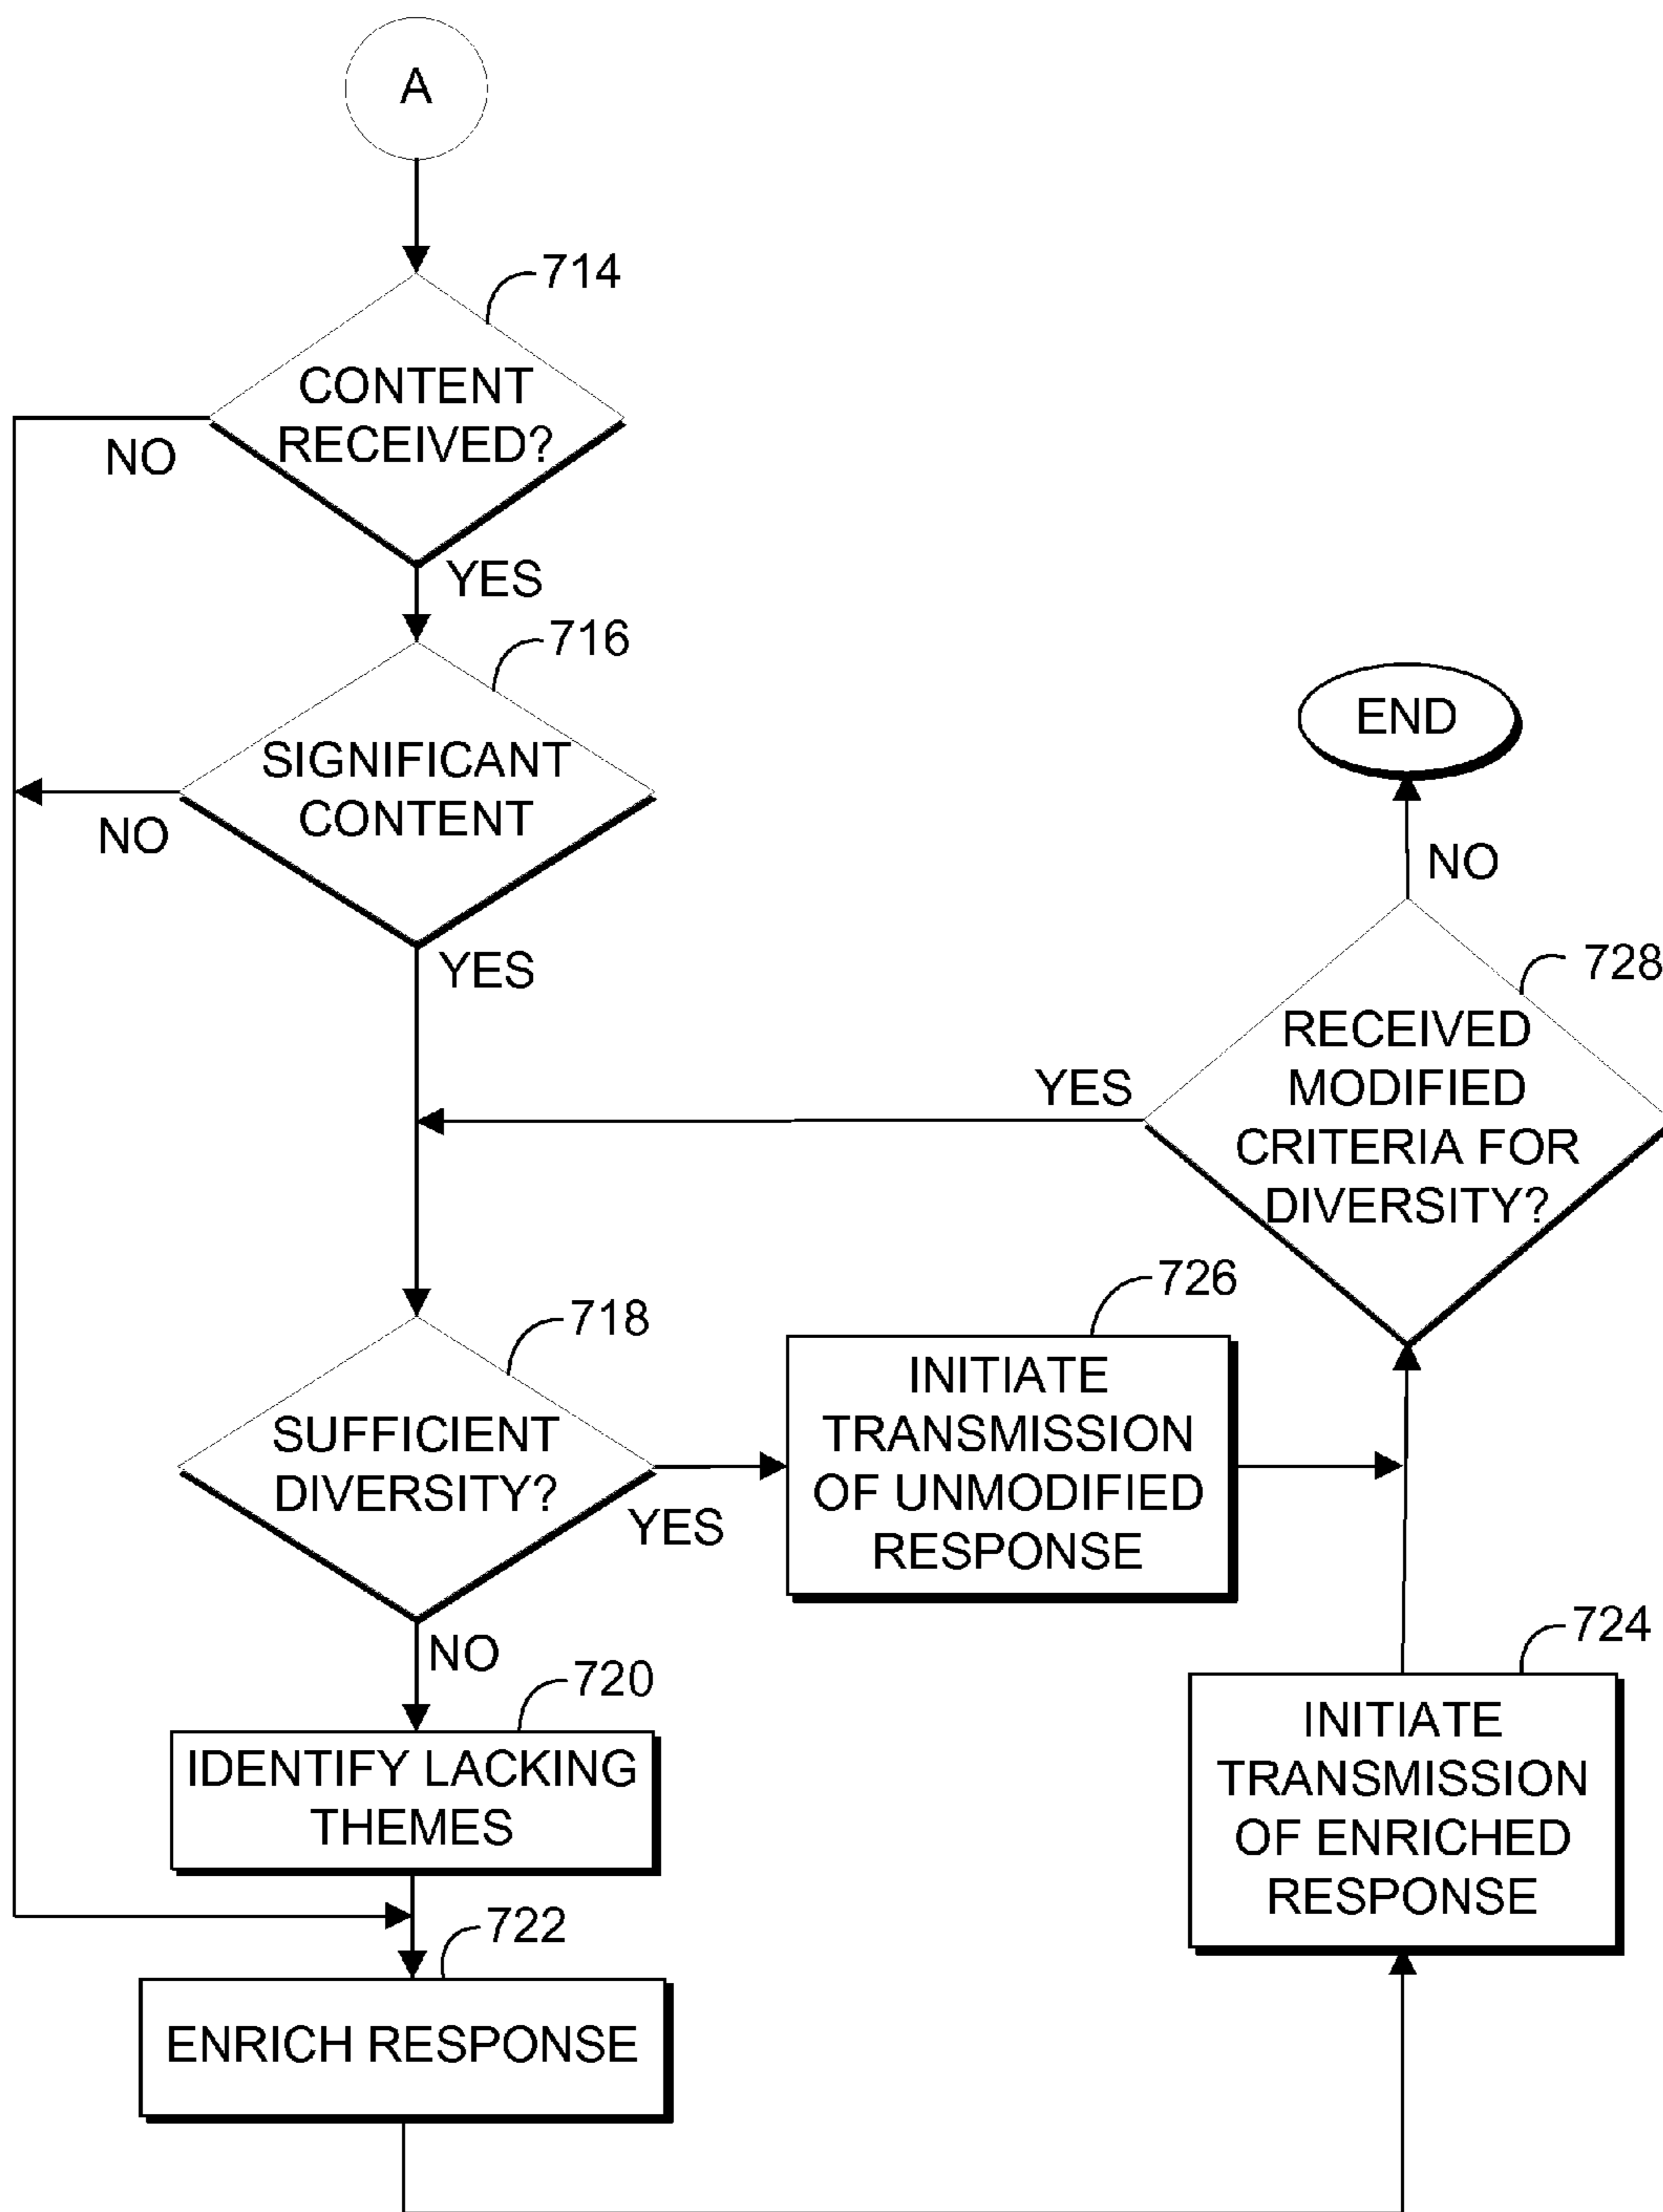 A
714
CONTENT
RECEIVED?
NO
YES
716
SIGNIFICANT
CONTENT
NO
YES
END
NO
728
RECEIVED
MODIFIED
CRITERIA FOR
DIVERSITY?
YES
718
SUFFICIENT
DIVERSITY?
YES
NO
726
INITIATE
TRANSMISSION
OF UNMODIFIED
RESPONSE
720
IDENTIFY LACKING
THEMES
722
ENRICH RESPONSE
724
INITIATE
TRANSMISSION
OF ENRICHED
RESPONSE